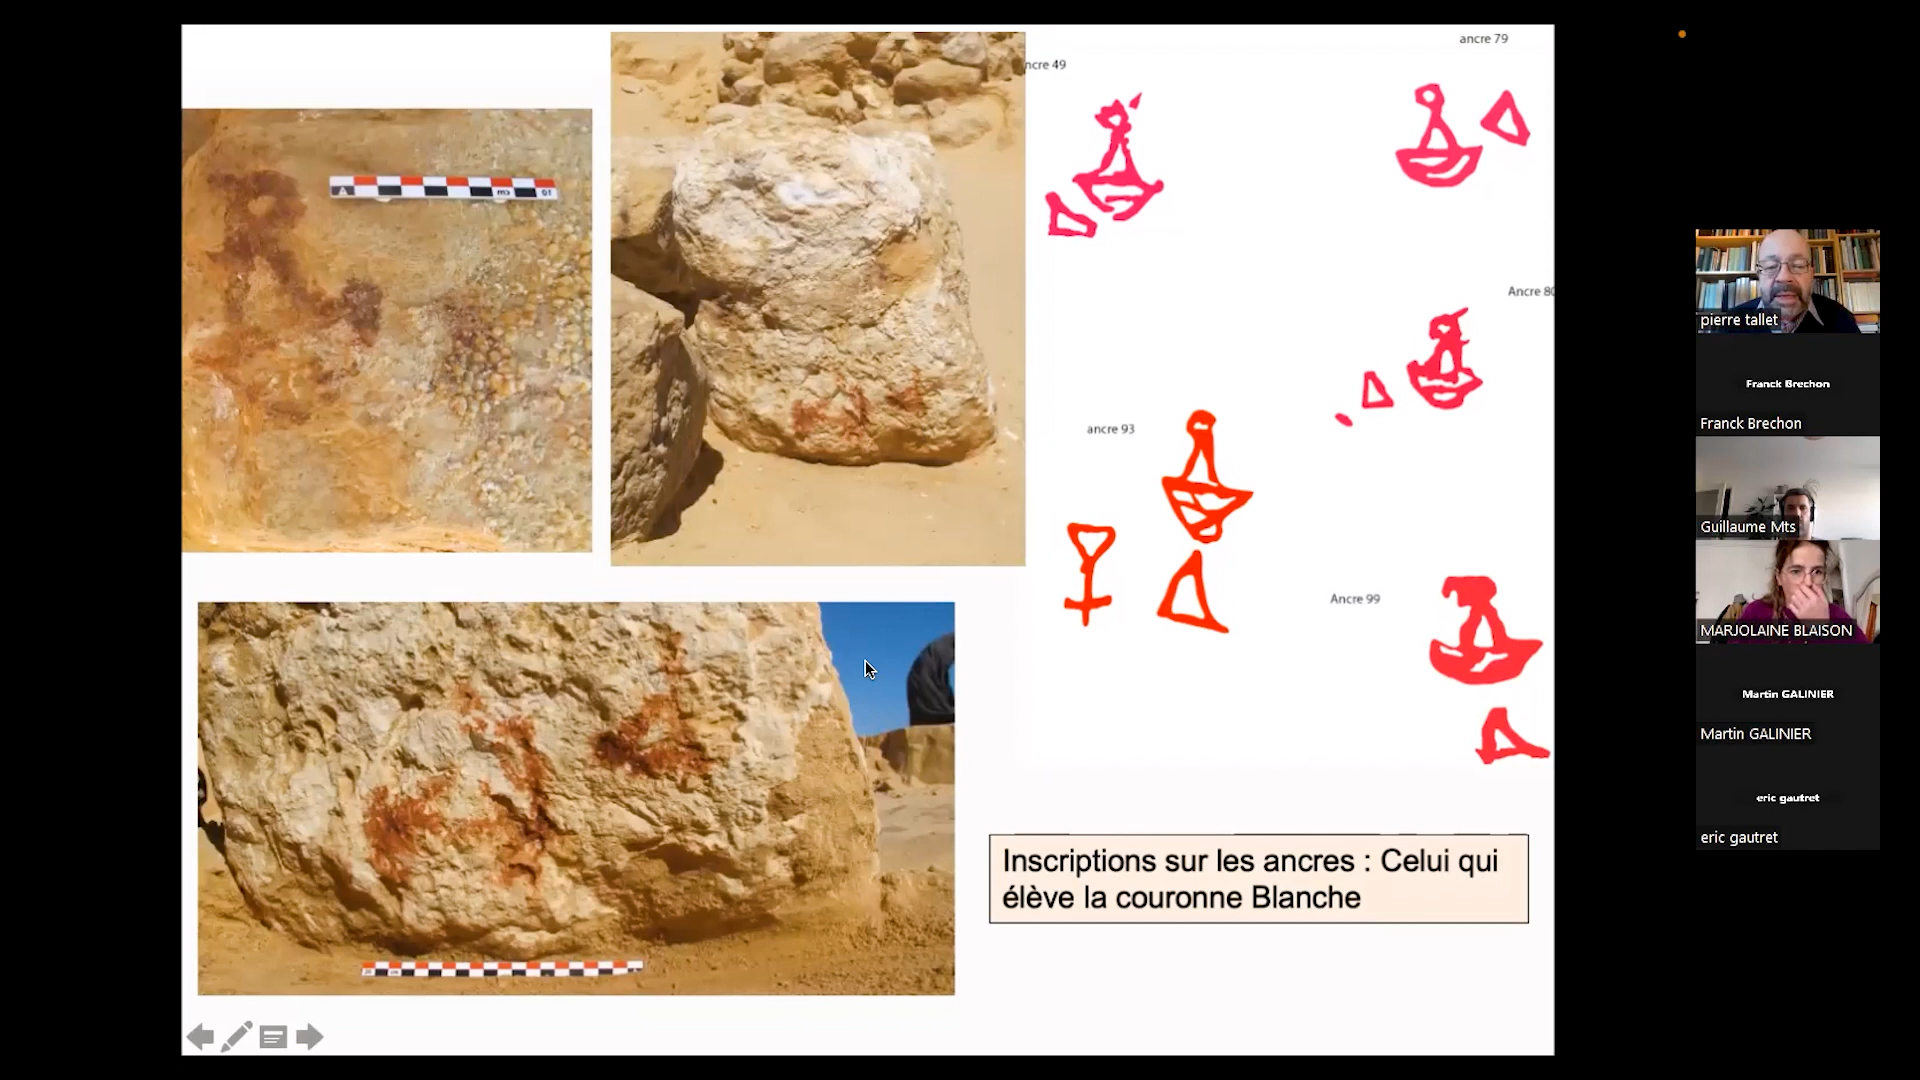 ncre 49
ancre 79
Ancre 80
ancre 93
Ancre 99
Inscriptions sur les ancres : Celui qui
élève la couronne Blanche
pierre tallet
Franck Brechon
Franck Brechon
Guillaume Mts
MARJOLAINE BLAISON
Martin GALINIER
Martin GALINIER
eric gautret
eric gautret